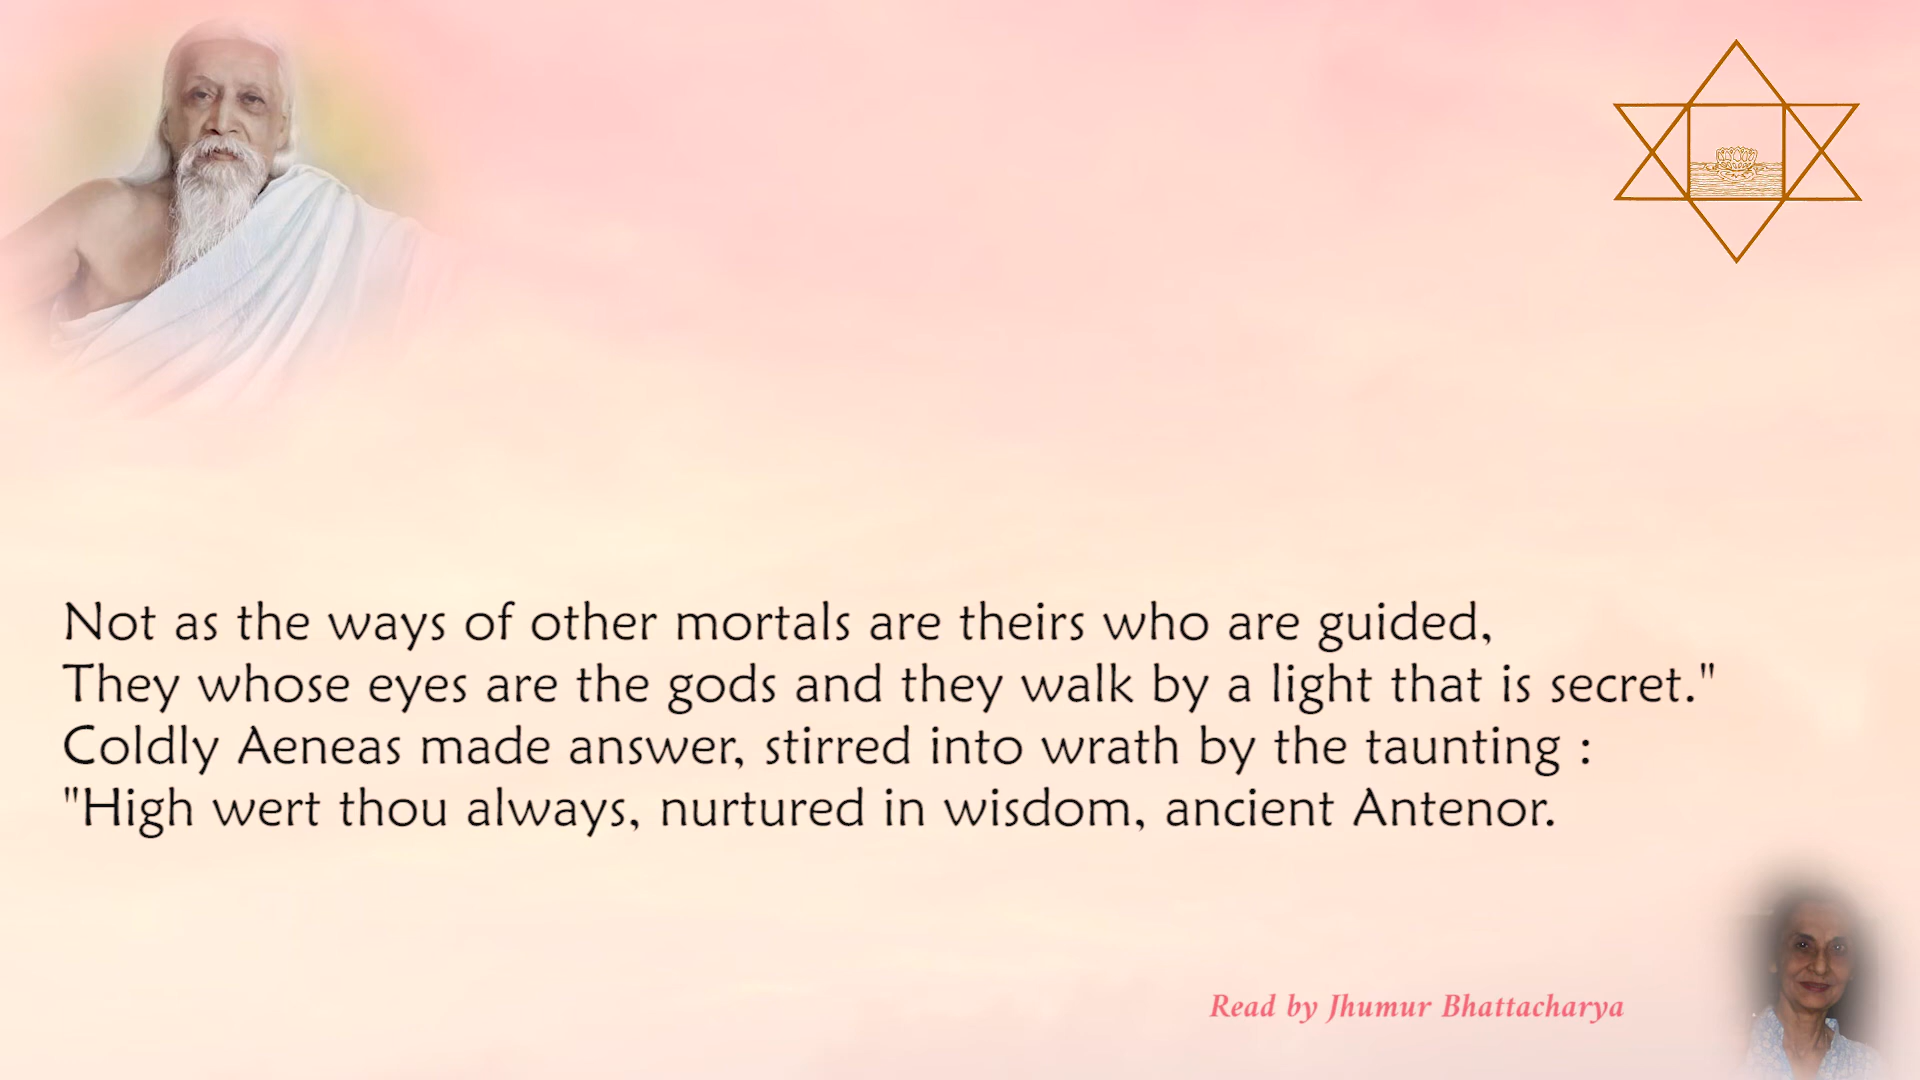 Not as the ways of other mortals are theirs who are guided,
They whose eyes are the gods and they walk by a light that is secret."
Coldly Aeneas made answer, stirred into wrath by the taunting :
"High wert thou always, nurtured in wisdom, ancient Antenor.
Read by Jhumur Bhattacharya